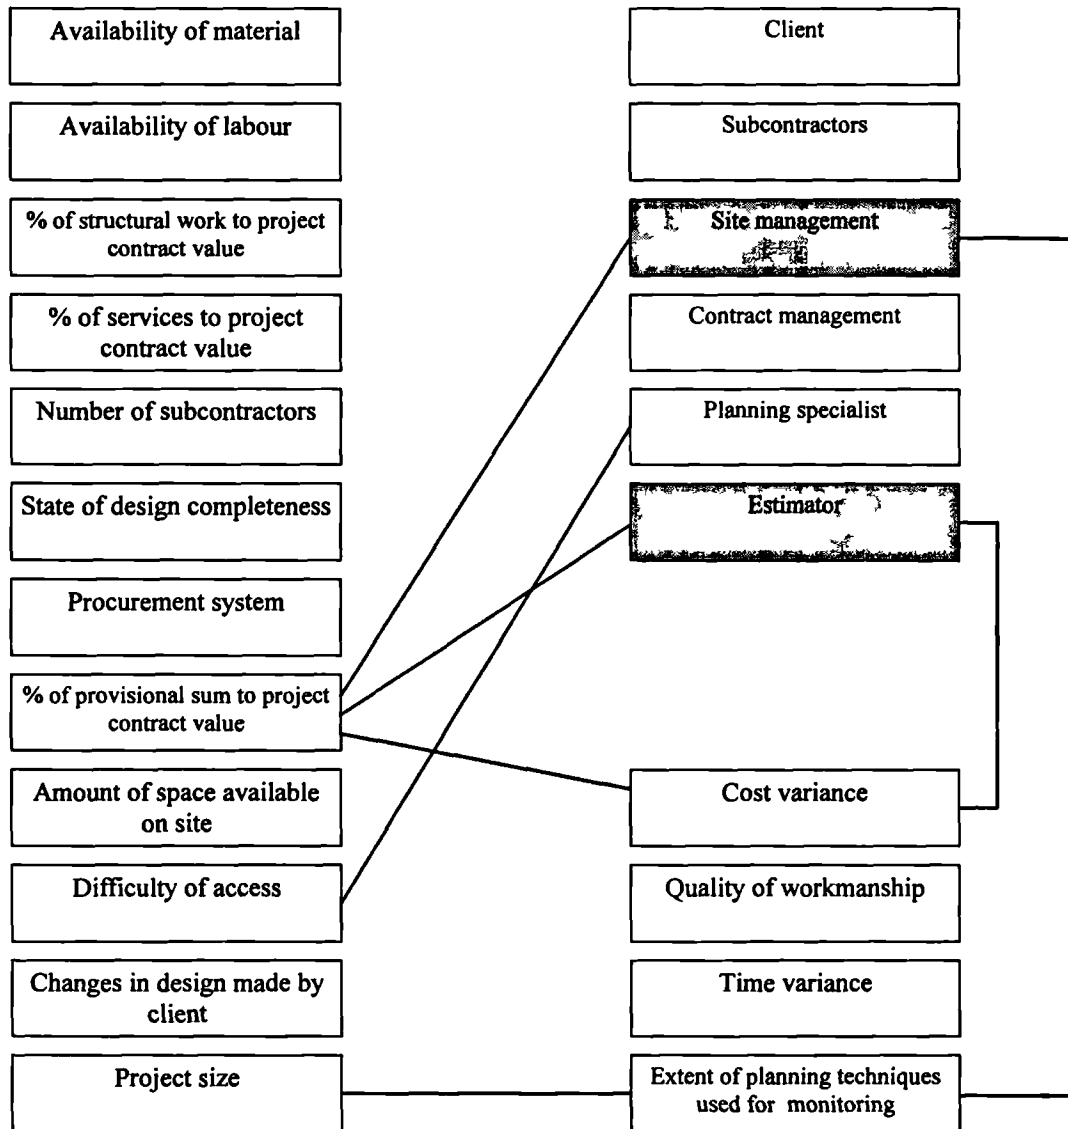 Availability of material
Availability of labour
% of structural work to project
contract value
% of services to project
contract value
Number of subcontractors
State of design completeness
Procurement system
% of provisional sum to project
contract value
Amount of space available
on site
Difficulty of access
Changes in design made by
client
Project size
Client
Subcontractors
Site management
Contract management
Planning specialist
Estimator
Cost variance
Quality of workmanship
Time variance
Extent of planning techniques
used for monitoring